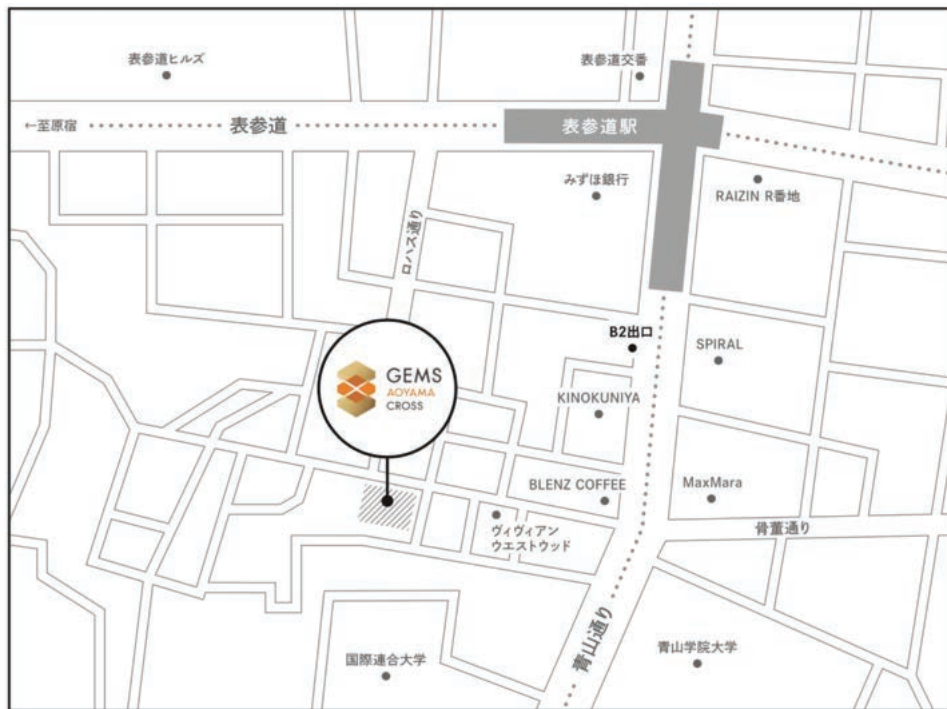 表参道ヒルズ
表参道交番
←至原宿
表参道
表参道駅
みずほ銀行
RAIZIN R番地
ロハス通り
B2出口
SPIRAL
GEMS
AOYAMA
CROSS
KINOKUNIYA
BLENZ COFFEE
MaxMara
ヴィヴィアン
ウエストウッド
骨董通り
青山通り
国際連合大学
青山学院大学